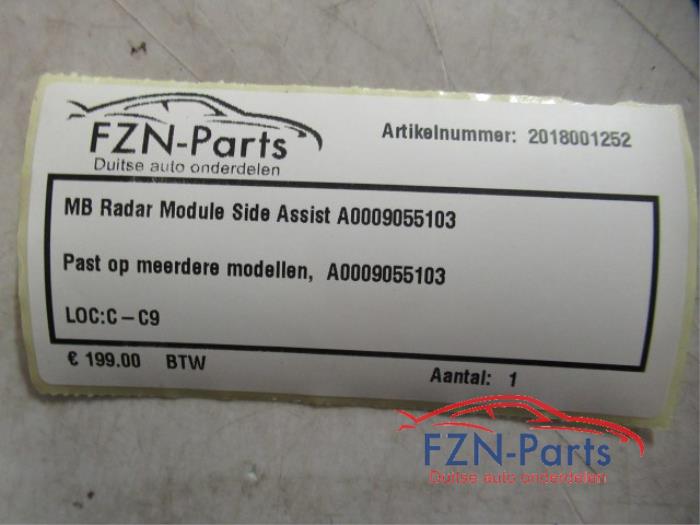 FZN-Parts
Duitse auto onderdelen
Artikelnummer: 2018001252
MB Radar Module Side Assist A0009055103
Past op meerdere modellen, A0009055103
LOC:C-C9
€ 199.00 BTW
Aantal: 1
FZN-Parts
Duitse auto onderdelen